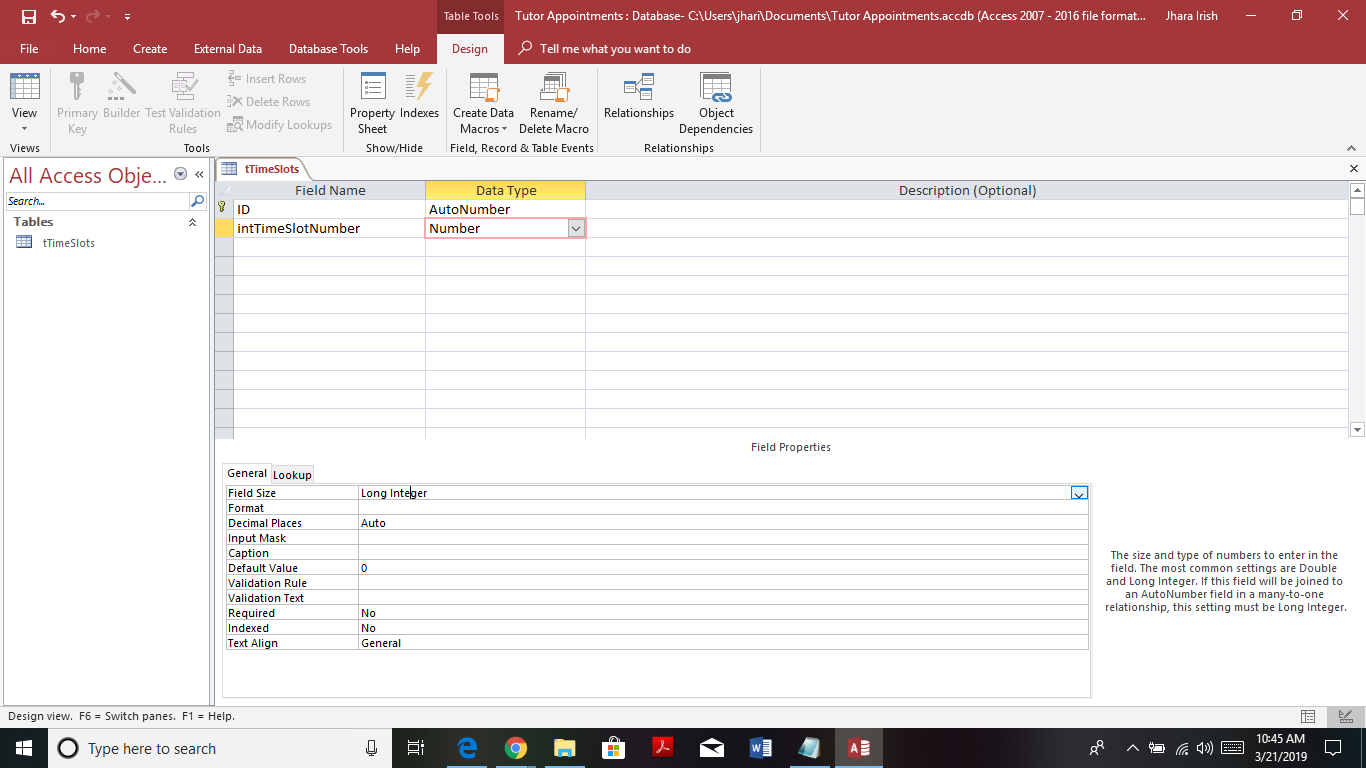 Table Tools
Tutor Appointments : Database- C:\Users\jhari\Documents\Tutor Appointments.accdb (Access 2007 - 2016 file format...
Jhara Irish
File Home Create External Data Database Tools Help Design Tell me what you want to do
View
Primary Key
Builder
Test Validation Rules
Insert Rows
Delete Rows
Modify Lookups
Property Sheet
Indexes
Create Data Macros
Rename/ Delete Macro
Relationships
Object Dependencies
Views Tools Show/Hide Field, Record & Table Events Relationships
All Access Obje...
Search...
Tables
tTimeSlots
tTimeSlots
Field Name Data Type Description (Optional)
ID AutoNumber
intTimeSlotNumber Number
Field Properties
General Lookup
Field Size Long Integer
Format
Decimal Places Auto
Input Mask
Caption
Default Value 0
Validation Rule
Validation Text
Required No
Indexed No
Text Align General
The size and type of numbers to enter in the
field. The most common settings are Double
and Long Integer. If this field will be joined to
an AutoNumber field in a many-to-one
relationship, this setting must be Long Integer.
Design view. F6 = Switch panes. F1 = Help.
Type here to search
10:45 AM
3/21/2019